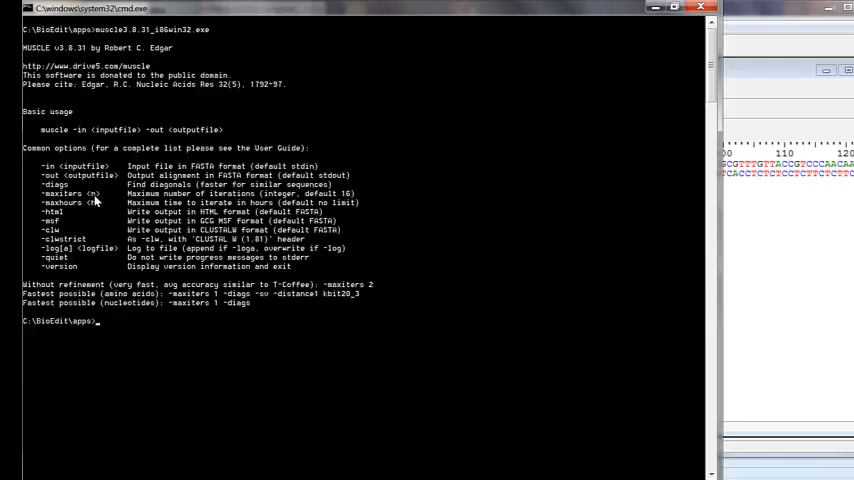 C:\windows\system32\cmd.exe
C:\BioEdit\apps>muscle3.8.31_i86win32.exe
MUSCLE v3.8.31 by Robert C. Edgar
http://www.drive5.com/muscle
This software is donated to the public domain.
Please cite: Edgar, R.C. Nucleic Acids Res 32(5), 1792-97.
Basic usage
muscle -in <inputfile> -out <outputfile>
Common options (for a complete list please see the User Guide):
-in <inputfile> Input file in FASTA format (default stdin)
-out <outputfile> Output alignment in FASTA format (default stdout)
-diags Find diagonals (faster for similar sequences)
-maxiters <n> Maximum number of iterations (integer, default 16)
-maxhours <h> Maximum time to iterate in hours (default no limit)
-html Write output in HTML format (default FASTA)
-msf Write output in GCG MSF format (default FASTA)
-clw Write output in CLUSTALW format (default FASTA)
-clwstrict As -clw, with 'CLUSTAL W (1.81)' header
-log[a] <logfile> Log to file (append if -loga, overwrite if -log)
-quiet Do not write progress messages to stderr
-version Display version information and exit
Without refinement (very fast, avg accuracy similar to T-Coffee): -maxiters 2
Fastest possible (amino acids): -maxiters 1 -diags -sv -distance1 kbit20_3
Fastest possible (nucleotides): -maxiters 1 -diags
C:\BioEdit\apps>_
110 120
GCGTTTGTTACCGTCCCAACAA
TCACCTCTCTCCTCTCTTCTCTTC